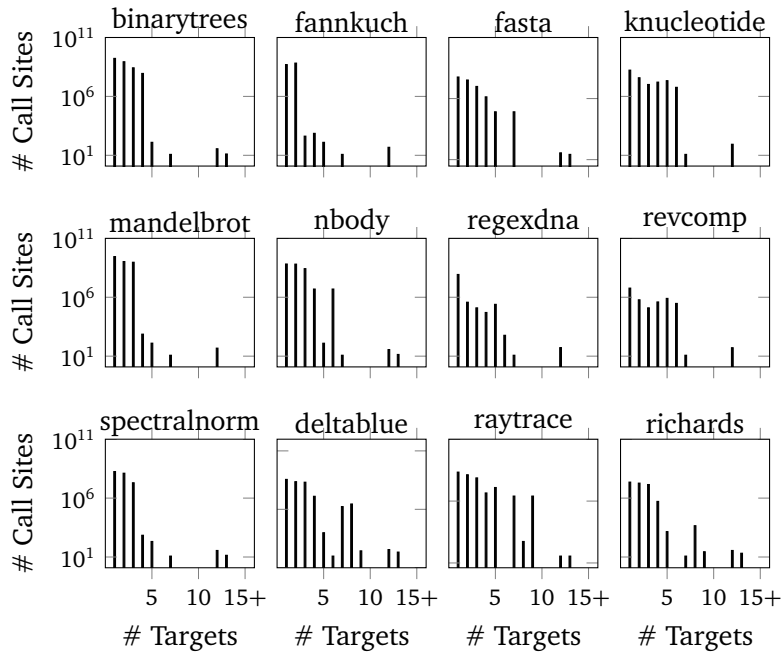 binarytrees fannkuch fasta knucleotide
# Call Sites
10^11
10^6
10^1
mandelbrot nbody regexdna revcomp
# Call Sites
10^11
10^6
10^1
spectralnorm deltablue raytrace richards
# Call Sites
10^11
10^6
10^1
5 10 15+ 5 10 15+ 5 10 15+ 5 10 15+
# Targets # Targets # Targets # Targets